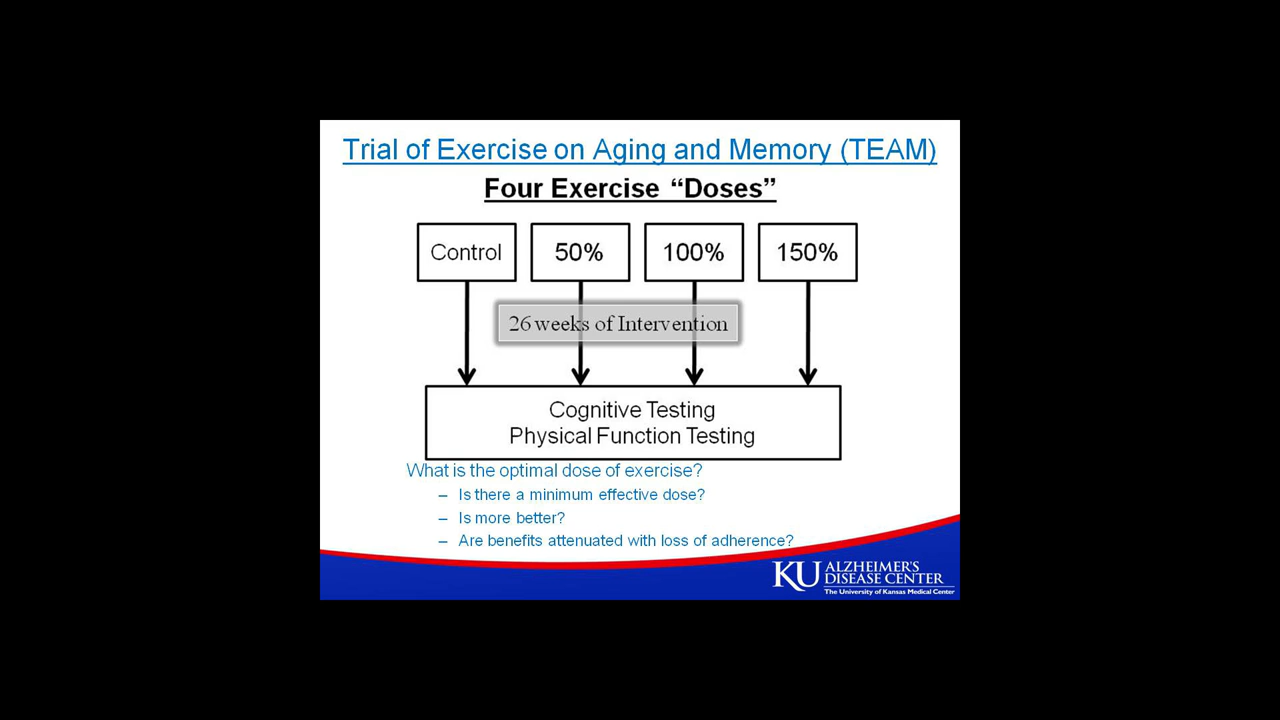 Trial of Exercise on Aging and Memory (TEAM)
Four Exercise “Doses”
Control
50%
100%
150%
26 weeks of Intervention
Cognitive Testing
Physical Function Testing
What is the optimal dose of exercise?
– Is there a minimum effective dose?
– Is more better?
– Are benefits attenuated with loss of adherence?
KU
ALZHEIMER'S
DISEASE CENTER
The University of Kansas Medical Center